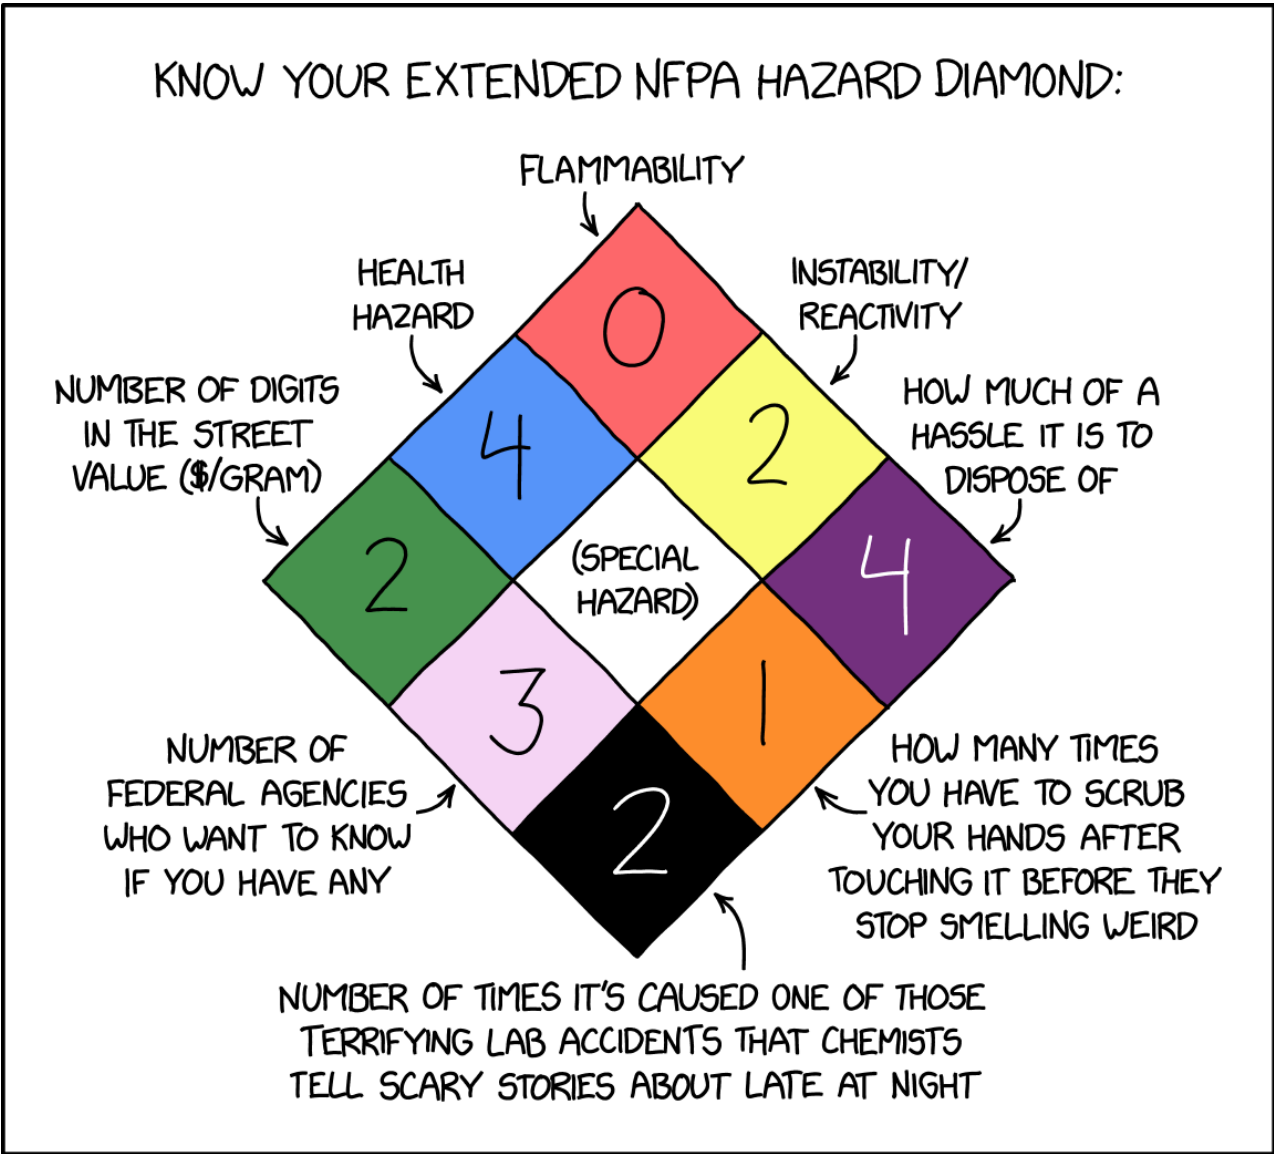 KNOW YOUR EXTENDED NFPA HAZARD DIAMOND:
FLAMMABILITY
HEALTH
HAZARD
INSTABILITY/
REACTIVITY
NUMBER OF DIGITS
IN THE STREET
VALUE ($/GRAM)
HOW MUCH OF A
HASSLE IT IS TO
DISPOSE OF
0
4
2
2
(SPECIAL
HAZARD)
4
3
1
2
NUMBER OF
FEDERAL AGENCIES
WHO WANT TO KNOW
IF YOU HAVE ANY
HOW MANY TIMES
YOU HAVE TO SCRUB
YOUR HANDS AFTER
TOUCHING IT BEFORE THEY
STOP SMELLING WEIRD
NUMBER OF TIMES IT'S CAUSED ONE OF THOSE
TERRIFYING LAB ACCIDENTS THAT CHEMISTS
TELL SCARY STORIES ABOUT LATE AT NIGHT